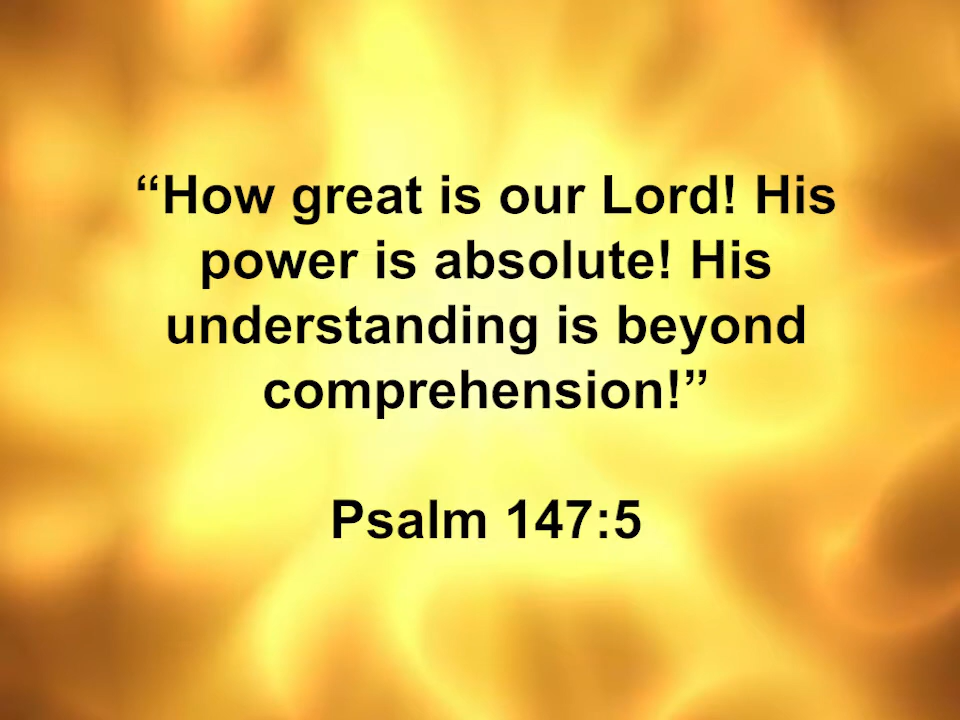 “How great is our Lord! His
power is absolute! His
understanding is beyond
comprehension!”
Psalm 147:5